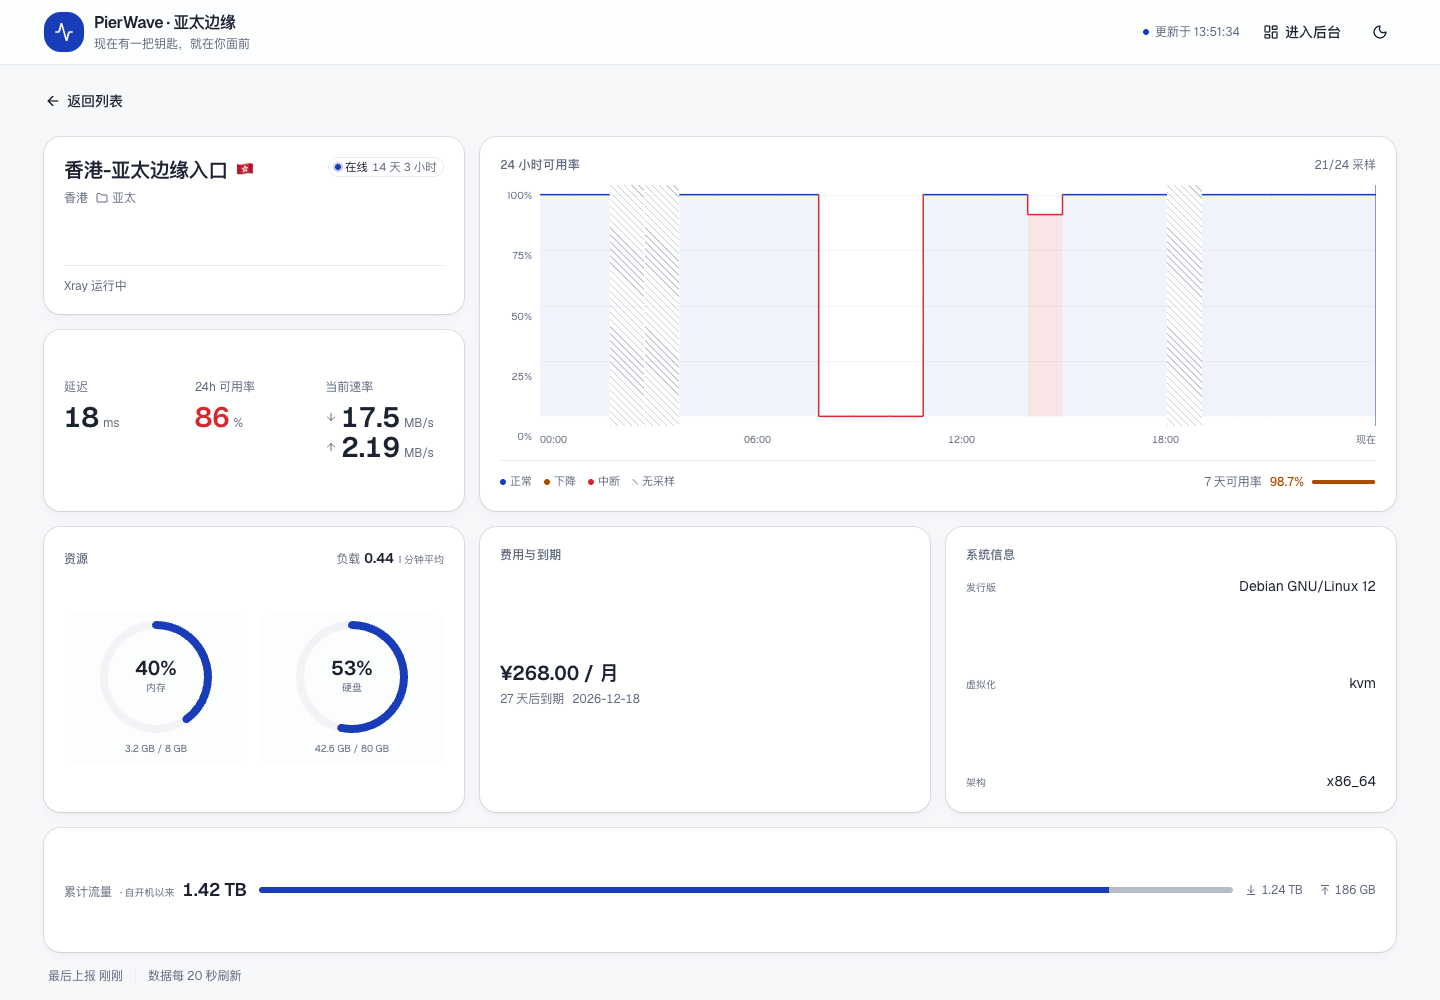 PierWave · 亚太边缘
现在有一把钥匙，就在你面前
更新于 13:51:34
进入后台
返回列表
香港-亚太边缘入口
在线 14 天 3 小时
香港 亚太
Xray 运行中
24 小时可用率
21/24 采样
100%
75%
50%
25%
0%
00:00
06:00
12:00
18:00
现在
正常 下降 中断 无采样
7 天可用率 98.7%
延迟
18 ms
24h 可用率
86 %
当前速率
17.5 MB/s
2.19 MB/s
资源
负载 0.44 1 分钟平均
40%
内存
3.2 GB / 8 GB
53%
硬盘
42.6 GB / 80 GB
费用与到期
¥268.00 / 月
27 天后到期 2026-12-18
系统信息
发行版 Debian GNU/Linux 12
虚拟化 kvm
架构 x86_64
累计流量 · 自开机以来 1.42 TB
1.24 TB 186 GB
最后上报 刚刚 数据每 20 秒刷新